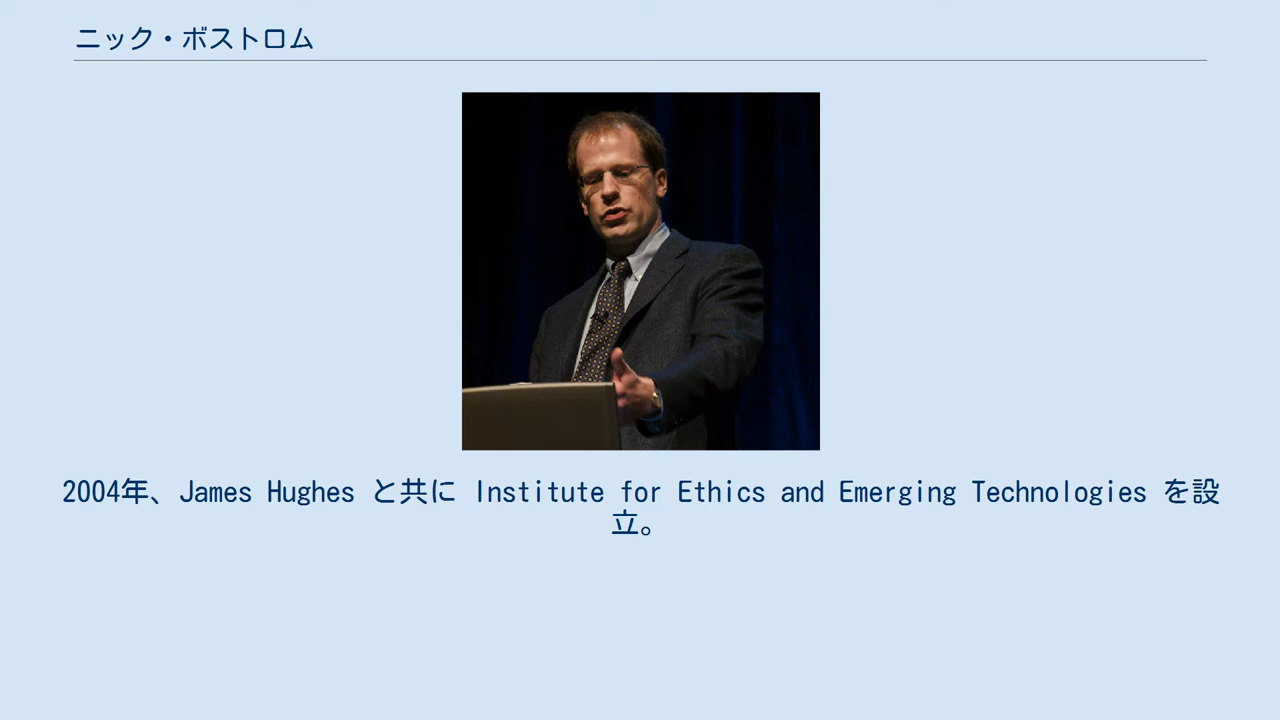 ニック・ボストロム
2004年、James Hughes と共に Institute for Ethics and Emerging Technologies を設
立。